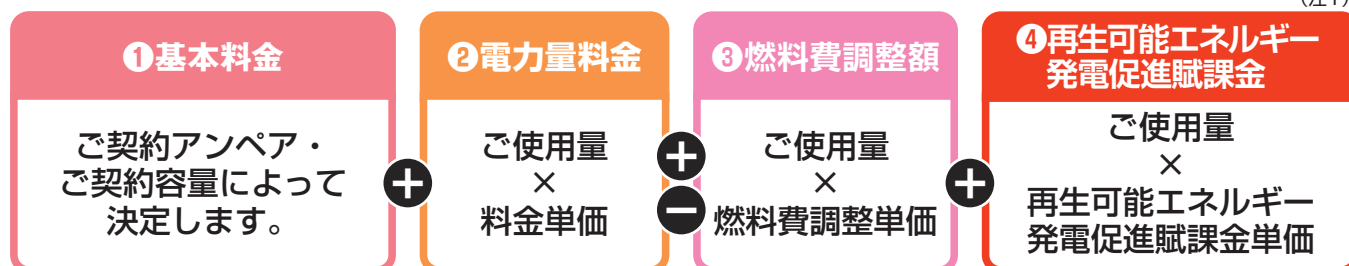 (注1)
❶基本料金
ご契約アンペア・
ご契約容量によって
決定します。
+
❷電力量料金
ご使用量
×
料金単価
+
−
❸燃料費調整額
ご使用量
×
燃料費調整単価
+
❹再生可能エネルギー
発電促進賦課金
ご使用量
×
再生可能エネルギー
発電促進賦課金単価